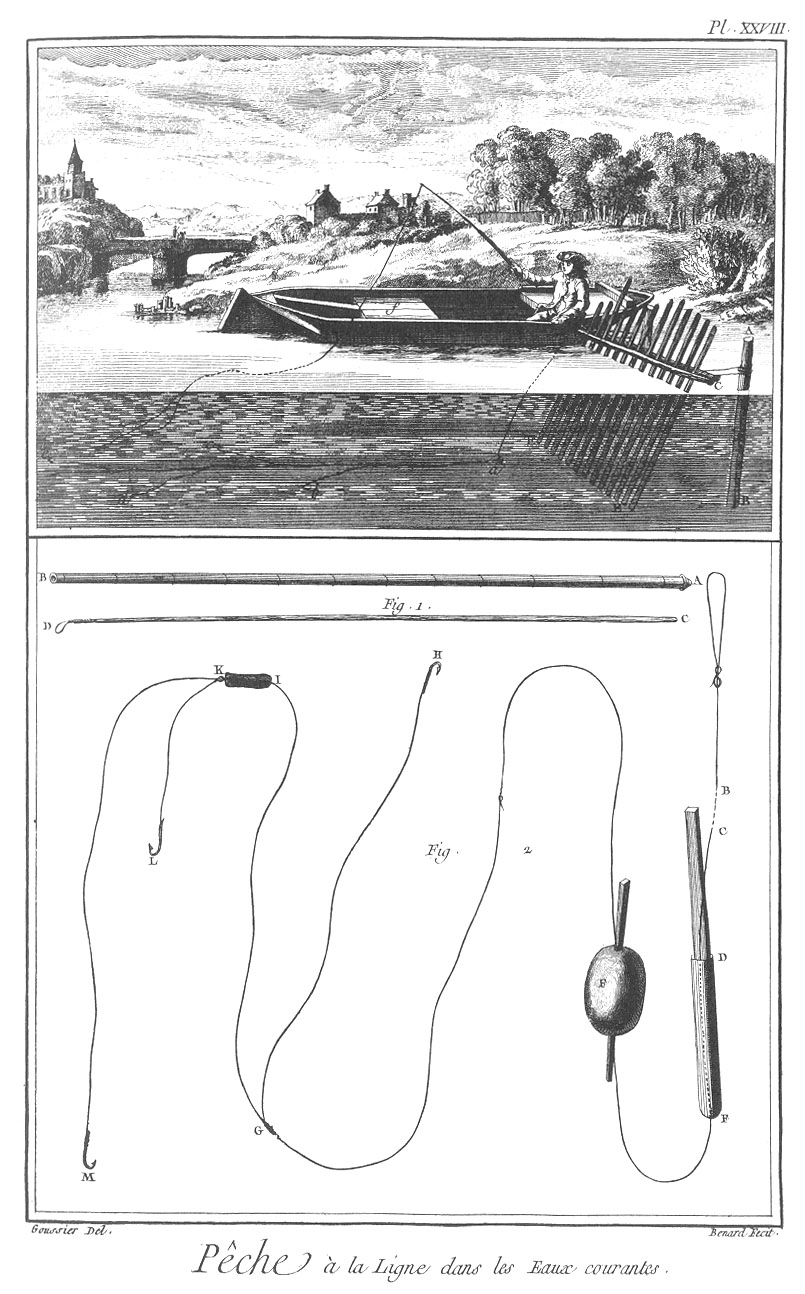 Pl. XXVIII.
A
C
B
B
A
Fig. 1.
D
C
H
K
I
B
L
Fig. 2
C
D
F
G
F
M
Goussier Del.
Benard Fecit.
Pêche à la Ligne dans les Eaux courantes.